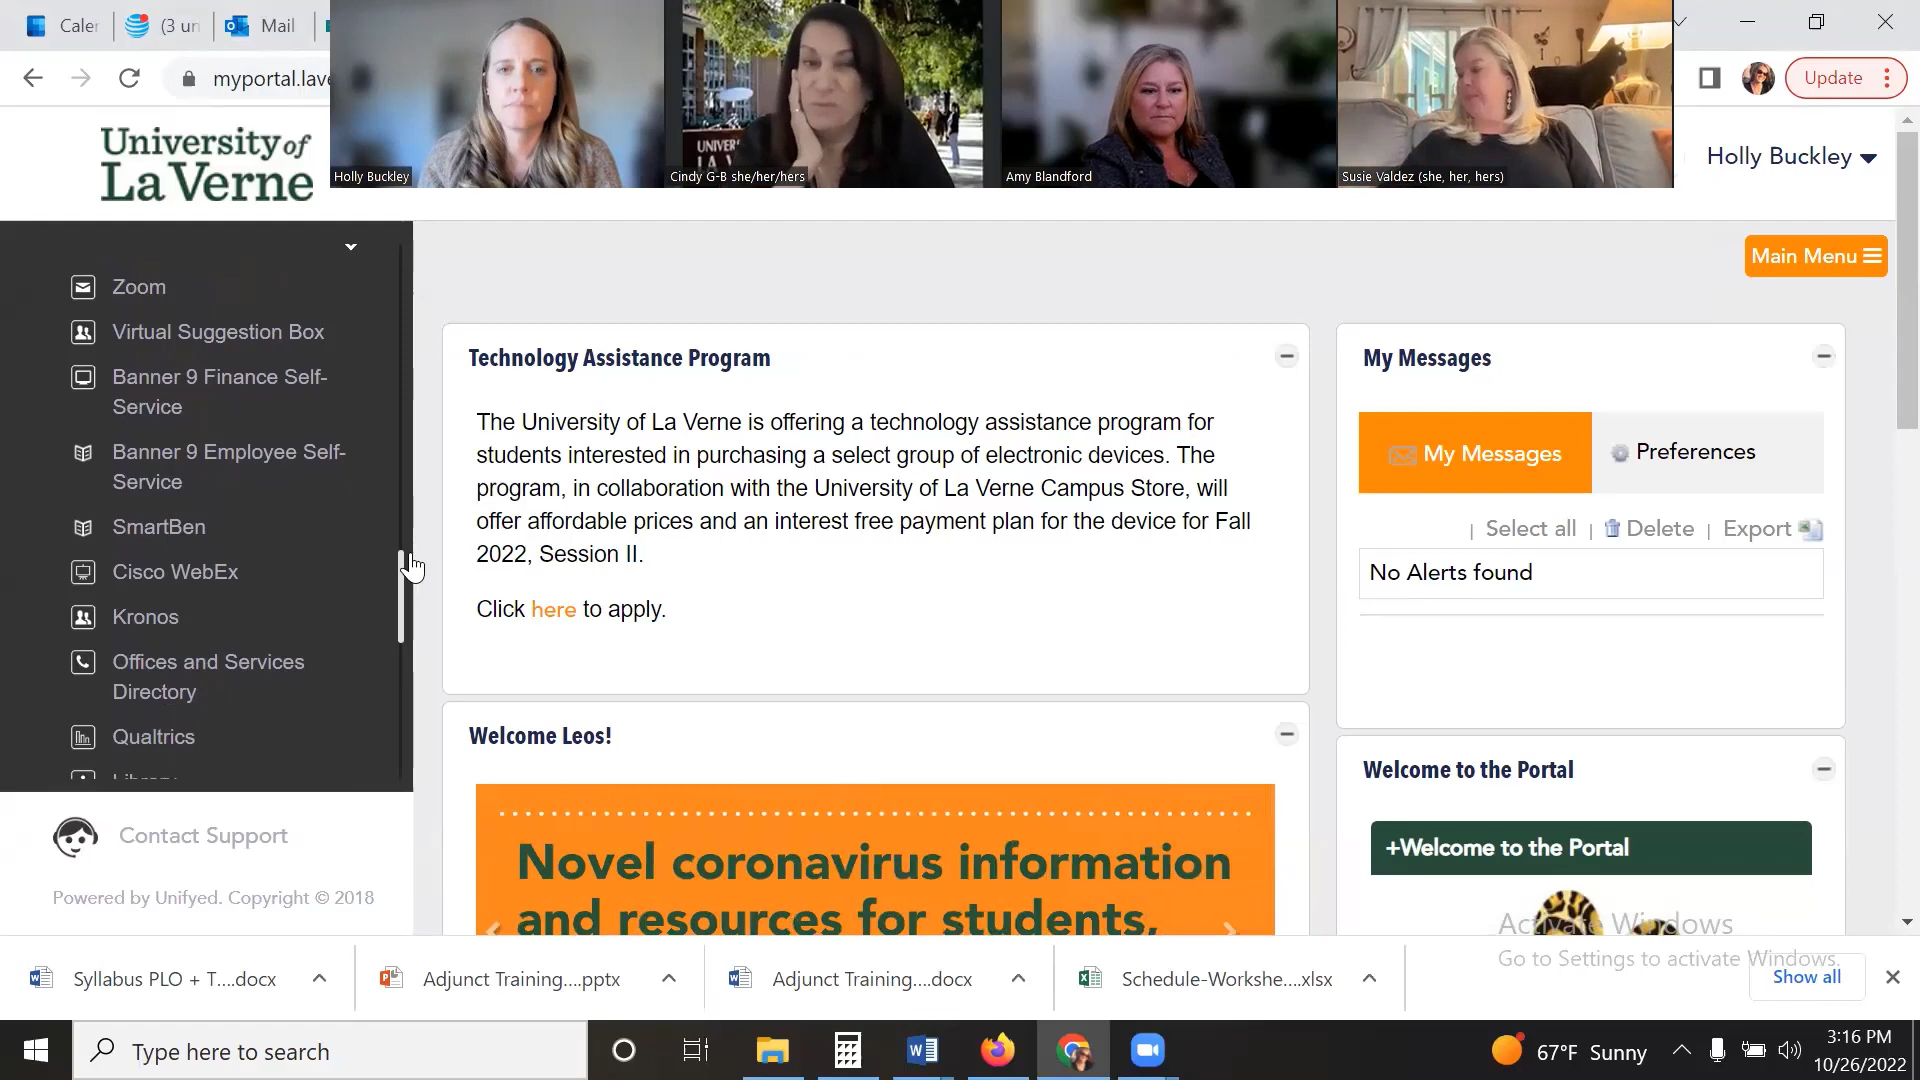 Caler
(3 un
Mail
myportal.lave
Update
University of
La Verne
Holly Buckley
Cindy G-B she/her/hers
Amy Blandford
Susie Valdez (she, her, hers)
Holly Buckley
Main Menu
Zoom
Virtual Suggestion Box
Banner 9 Finance Self-
Service
Banner 9 Employee Self-
Service
SmartBen
Cisco WebEx
Kronos
Offices and Services
Directory
Qualtrics
Library
Contact Support
Powered by Unifyed. Copyright © 2018
Technology Assistance Program
The University of La Verne is offering a technology assistance program for
students interested in purchasing a select group of electronic devices. The
program, in collaboration with the University of La Verne Campus Store, will
offer affordable prices and an interest free payment plan for the device for Fall
2022, Session II.
Click here to apply.
Welcome Leos!
Novel coronavirus information
and resources for students,
My Messages
My Messages
Preferences
| Select all | Delete | Export
No Alerts found
Welcome to the Portal
+Welcome to the Portal
Activate Windows
Go to Settings to activate Windows.
Syllabus PLO + T....docx
Adjunct Training....pptx
Adjunct Training....docx
Schedule-Workshe....xlsx
Show all
Type here to search
67°F Sunny
3:16 PM
10/26/2022